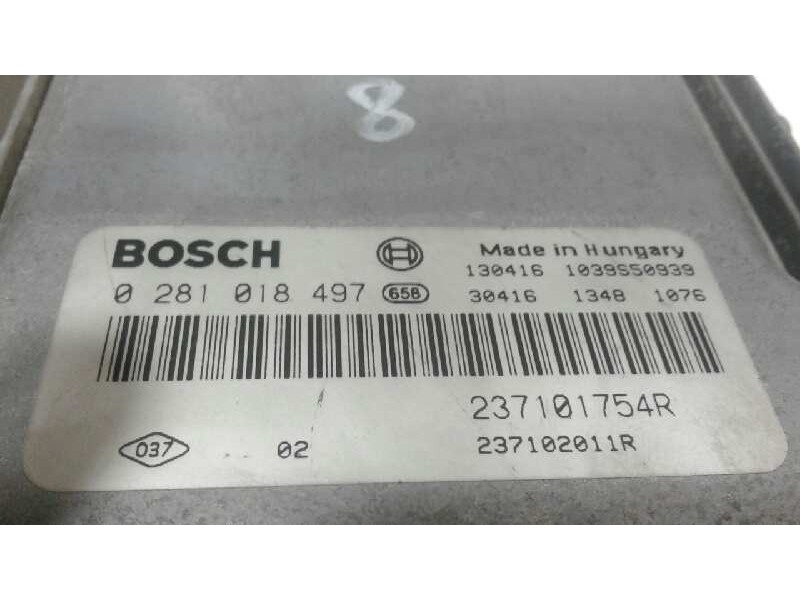 8
BOSCH
Made in Hungary
130416 1039S50939
0 281 018 497 658
30416 1348 1076
237101754R
037 02 237102011R